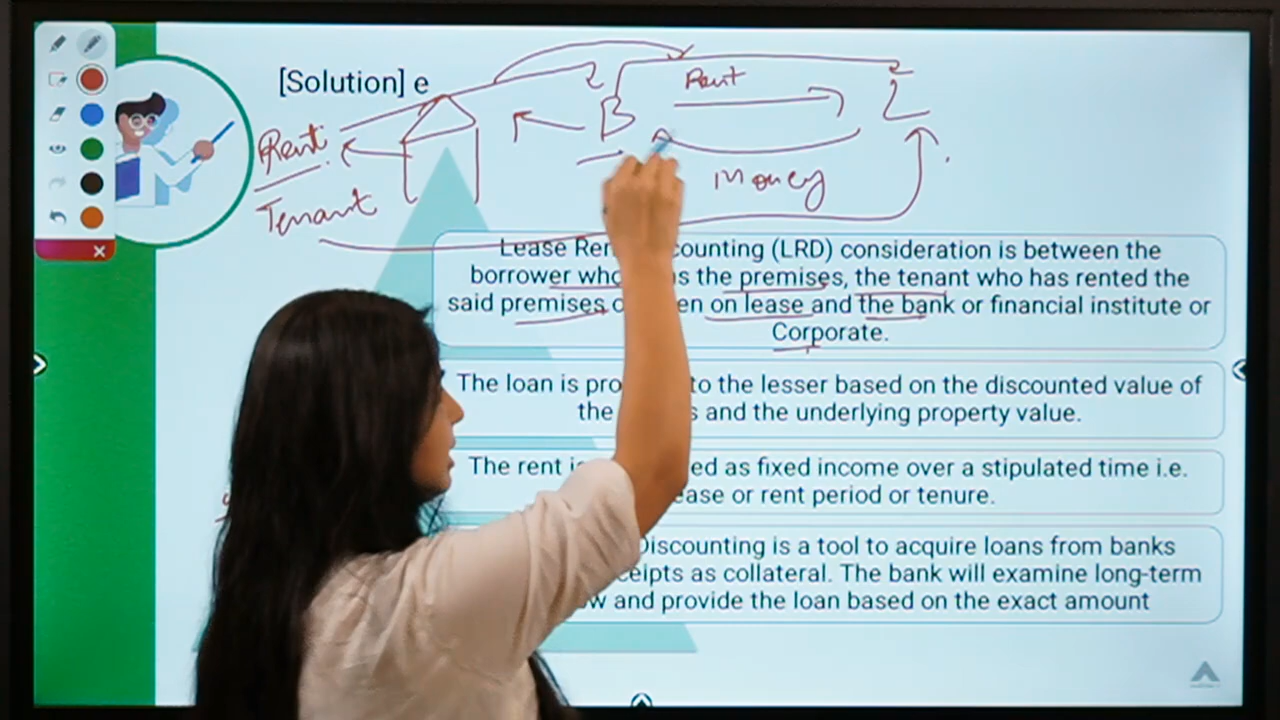 [Solution] e
Rent
B
L
Rent
Money
Tenant
Lease Ren counting (LRD) consideration is between the
borrower who s the premises, the tenant who has rented the
said premises o en on lease and the bank or financial institute or
Corporate.
The loan is pro to the lesser based on the discounted value of
the s and the underlying property value.
The rent is ed as fixed income over a stipulated time i.e.
ease or rent period or tenure.
Discounting is a tool to acquire loans from banks
ceipts as collateral. The bank will examine long-term
w and provide the loan based on the exact amount